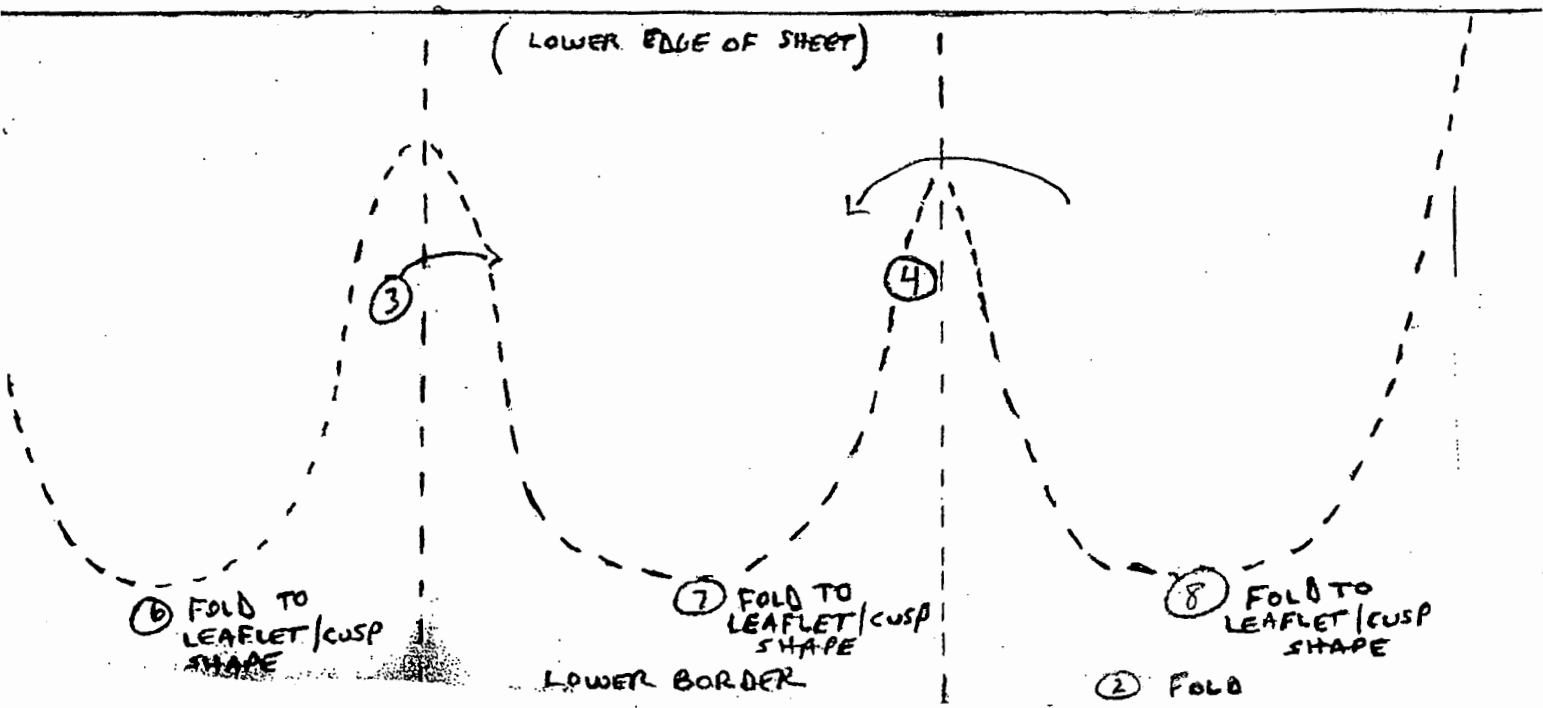 (LOWER EDGE OF SHEET)
3
4
6 FOLD TO
LEAFLET/CUSP
SHAPE
7 FOLD TO
LEAFLET/CUSP
SHAPE
8 FOLD TO
LEAFLET/CUSP
SHAPE
LOWER BORDER
2 FOLD